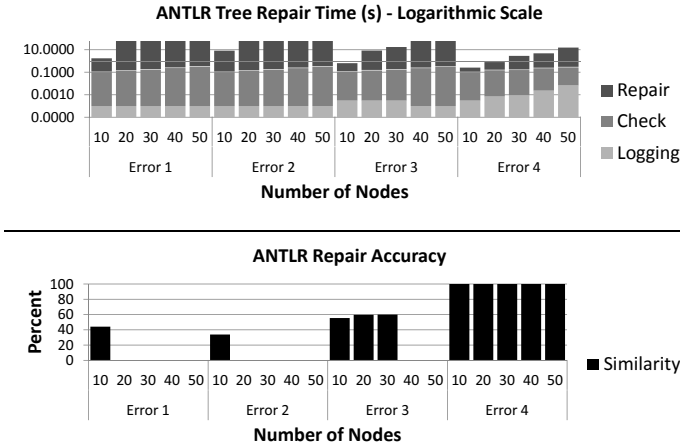 ANTLR Tree Repair Time (s) - Logarithmic Scale
10.0000
0.1000
0.0010
0.0000
Repair
Check
Logging
10 20 30 40 50 10 20 30 40 50 10 20 30 40 50 10 20 30 40 50
Error 1 Error 2 Error 3 Error 4
Number of Nodes
ANTLR Repair Accuracy
Percent
100
80
60
40
20
0
Similarity
10 20 30 40 50 10 20 30 40 50 10 20 30 40 50 10 20 30 40 50
Error 1 Error 2 Error 3 Error 4
Number of Nodes